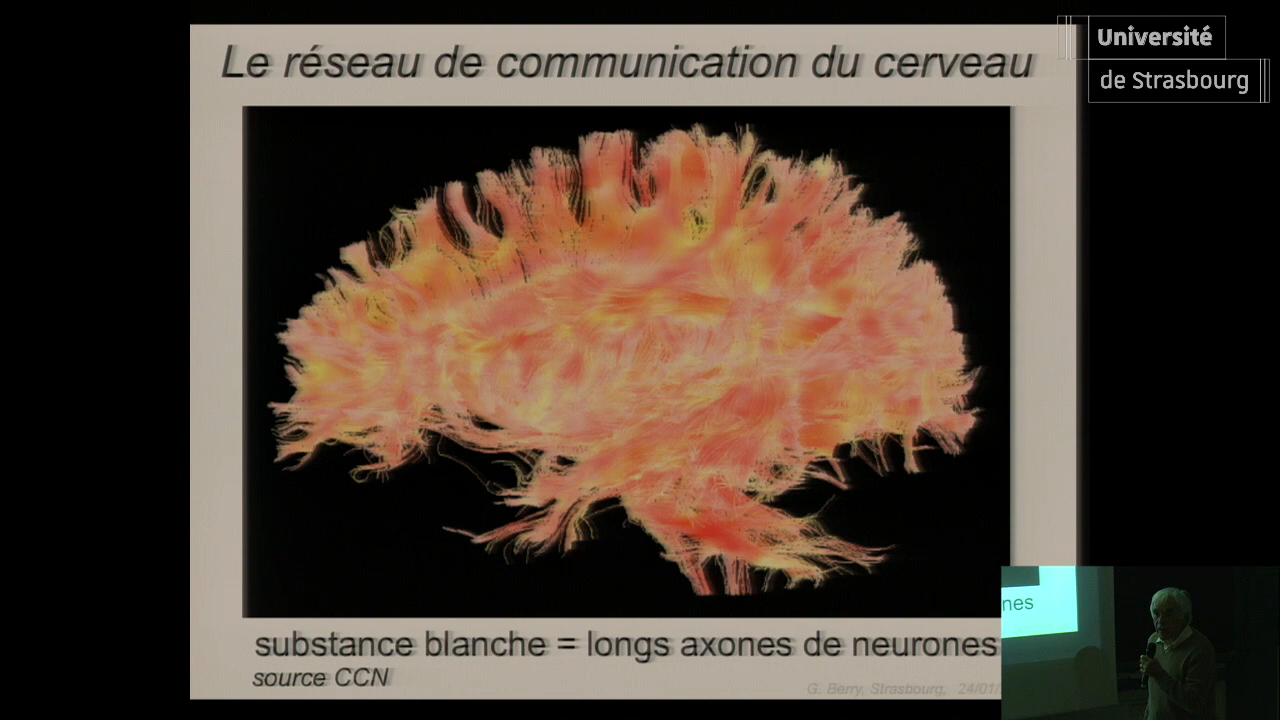 Le réseau de communication du cerveau
Université
de Strasbourg
substance blanche = longs axones de neurones
nes
source CCN
G. Berry, Strasbourg, 24/01/